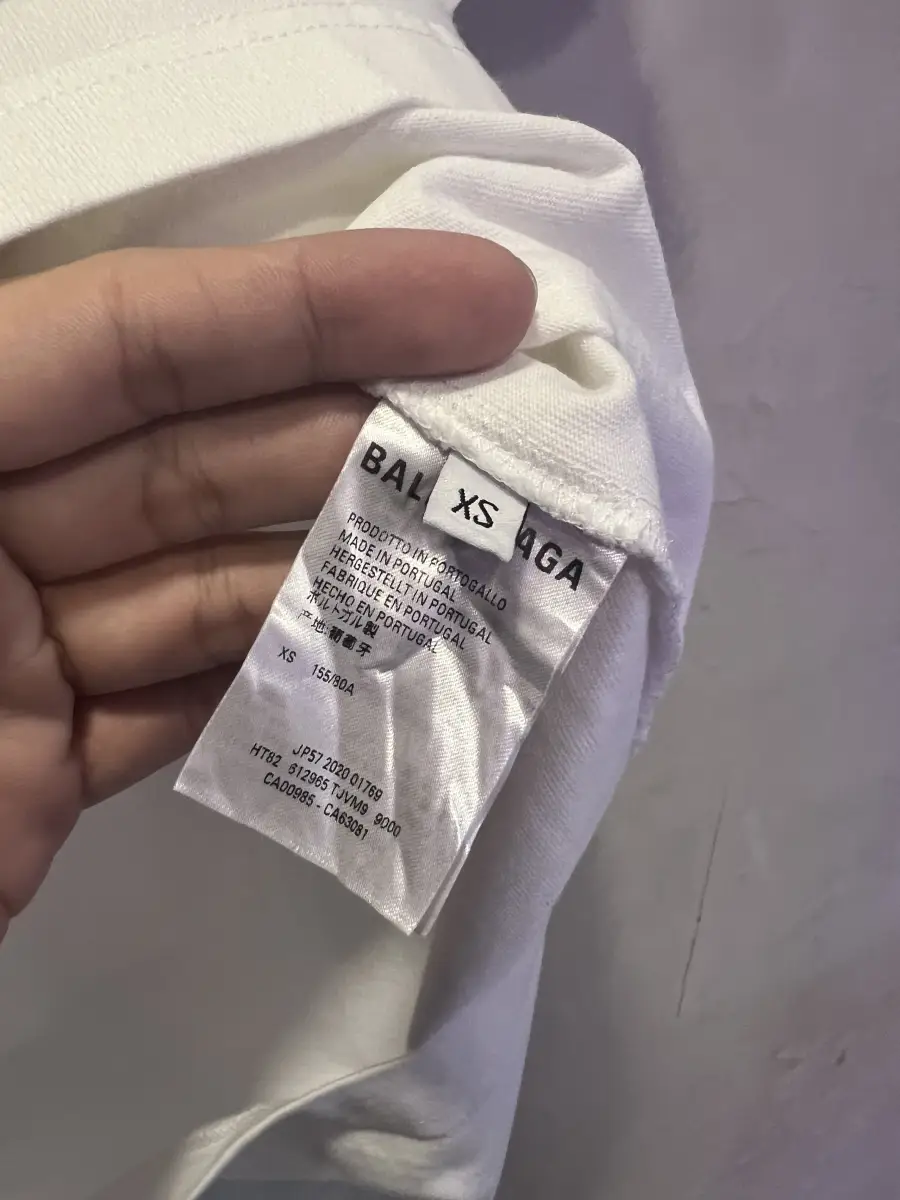 BAL AGA
XS
PRODOTTO IN PORTOGALLO
MADE IN PORTUGAL
HERGESTELLT IN PORTUGAL
FABRIQUE EN PORTUGAL
HECHO EN PORTUGAL
ポルトガル製
产地:葡萄牙
XS 155/80A
JP57 2020 01769
HT82 612965 TJVM9 9000
CA00985 - CA63081